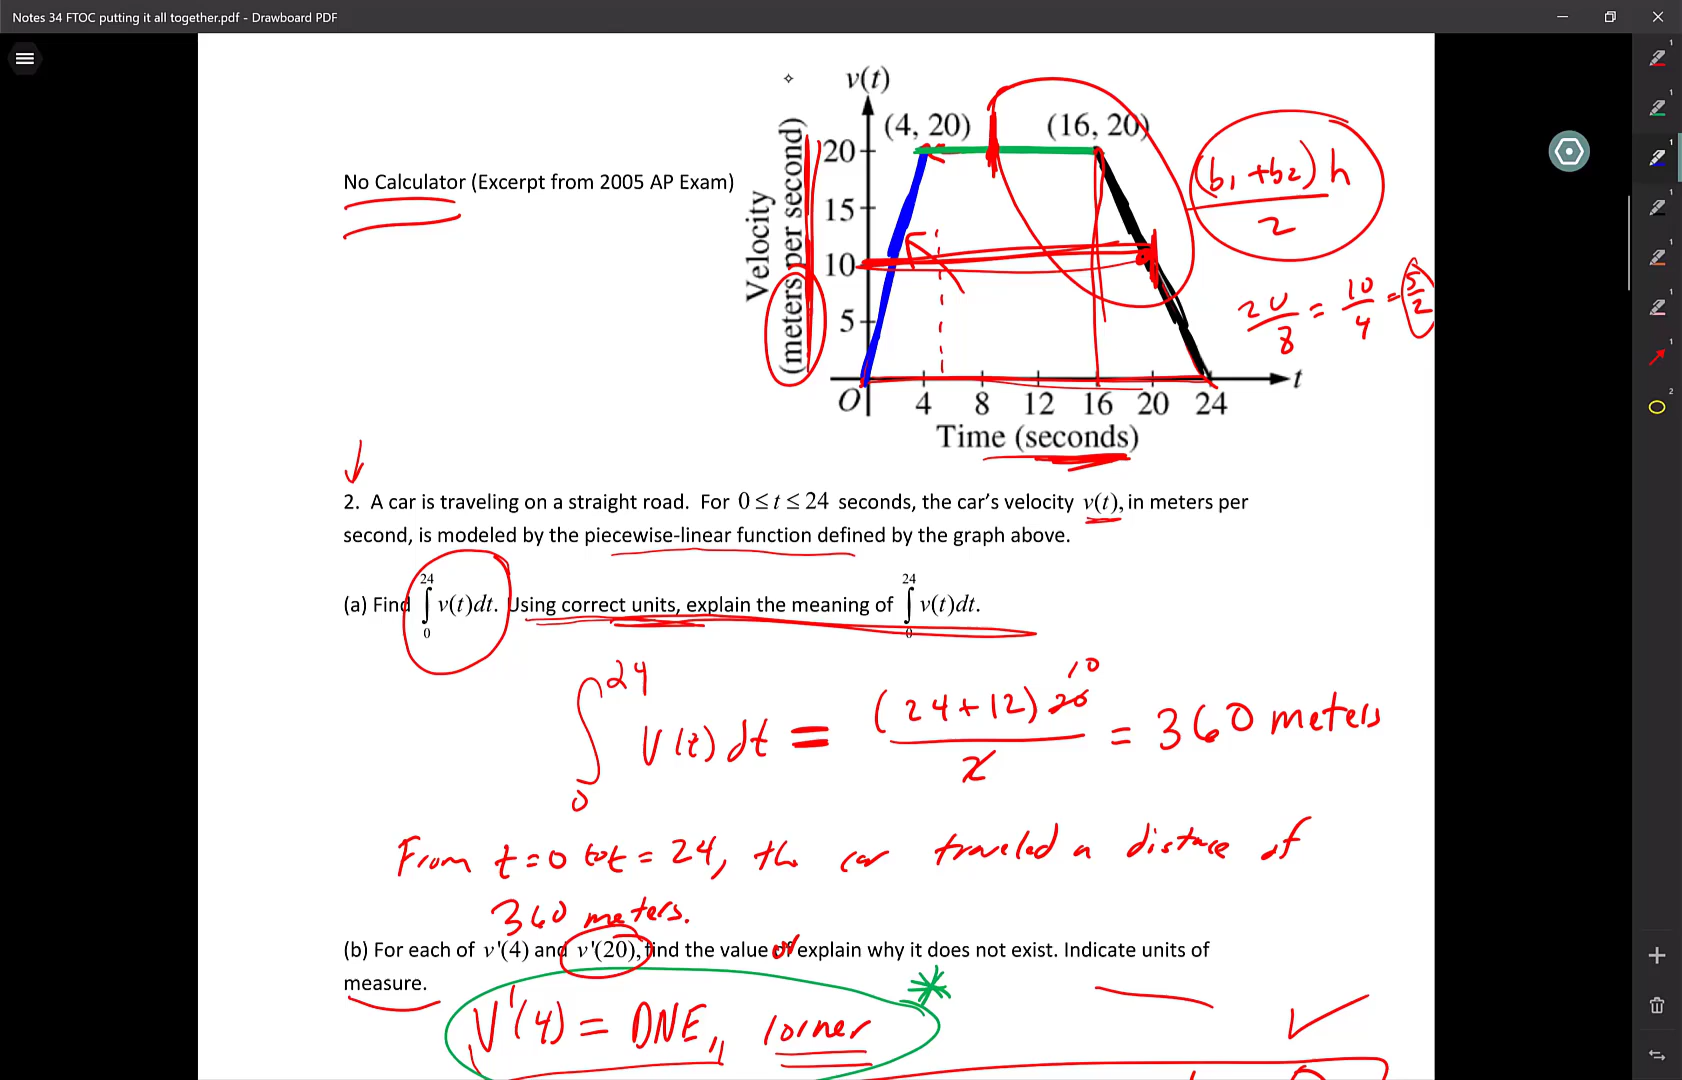 Notes 34 FTOC putting it all together.pdf - Drawboard PDF
v(t)
(4, 20) (16, 20)
No Calculator (Excerpt from 2005 AP Exam)
Velocity
(meters per second)
20
15
10
5
O 4 8 12 16 20 24 t
Time (seconds)
(b₁ + b₂) h
2
20/8 = 10/4 = 5/2
2. A car is traveling on a straight road. For 0 ≤ t ≤ 24 seconds, the car's velocity v(t), in meters per
second, is modeled by the piecewise-linear function defined by the graph above.
(a) Find ∫₀²⁴ v(t)dt. Using correct units, explain the meaning of ∫₀²⁴ v(t)dt.
10
∫₀²⁴ v(t) dt = (24+12) 20 / 2 = 360 meters
From t=0 to t=24, the car traveled a distance of
360 meters.
(b) For each of v'(4) and v'(20), find the value or explain why it does not exist. Indicate units of
measure.
V'(4) = DNE, corner